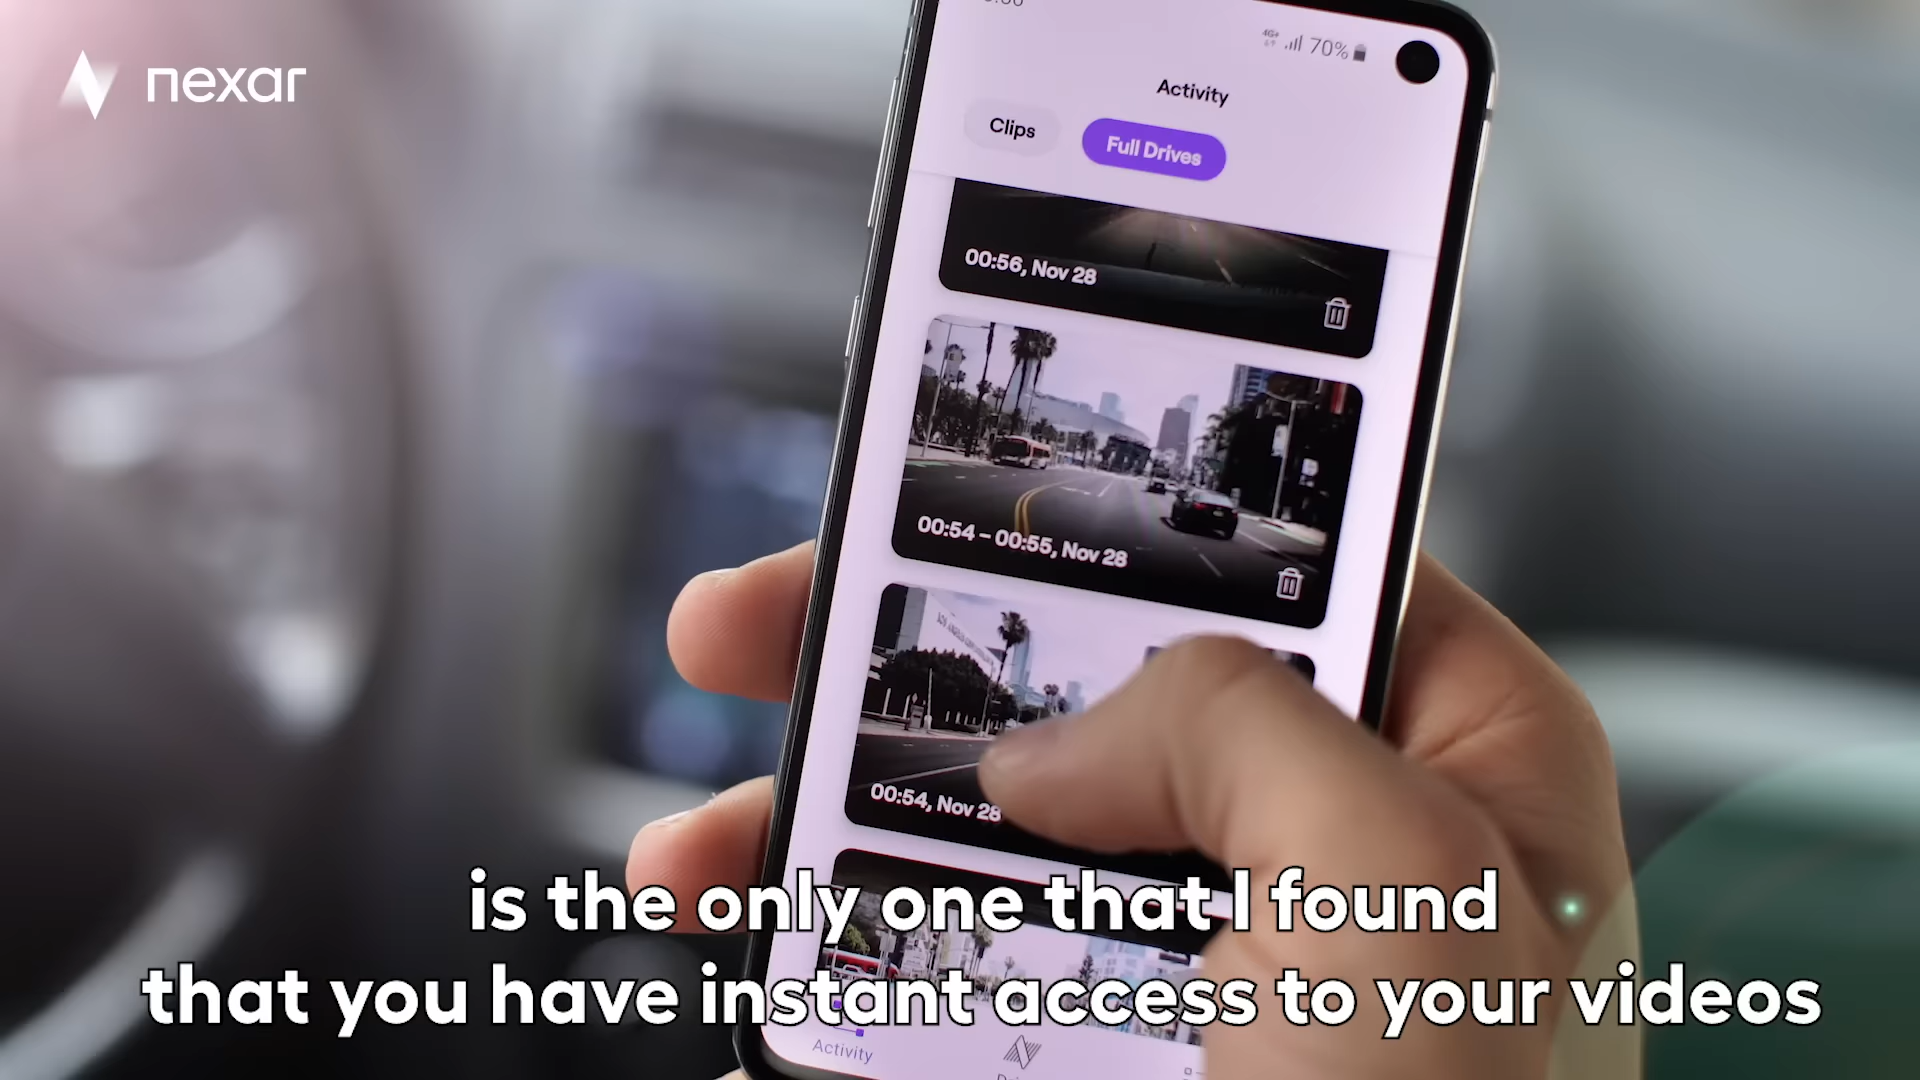 nexar
70%
Activity
Clips
Full Drives
00:56, Nov 28
00:54 – 00:55, Nov 28
00:54, Nov 28
is the only one that I found
that you have instant access to your videos
Activity